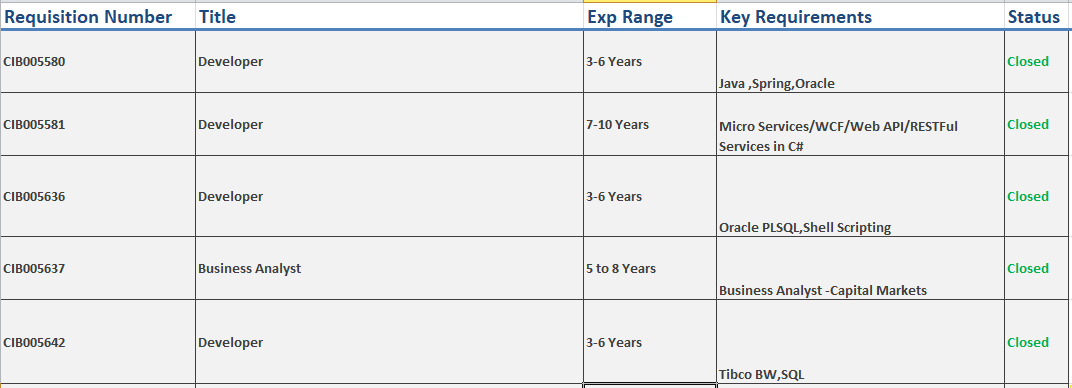 Requisition Number Title Exp Range Key Requirements Status
CIB005580 Developer 3-6 Years Java ,Spring,Oracle Closed
CIB005581 Developer 7-10 Years Micro Services/WCF/Web API/RESTFul Closed
Services in C#
CIB005636 Developer 3-6 Years Oracle PLSQL,Shell Scripting Closed
CIB005637 Business Analyst 5 to 8 Years Business Analyst -Capital Markets Closed
CIB005642 Developer 3-6 Years Tibco BW,SQL Closed